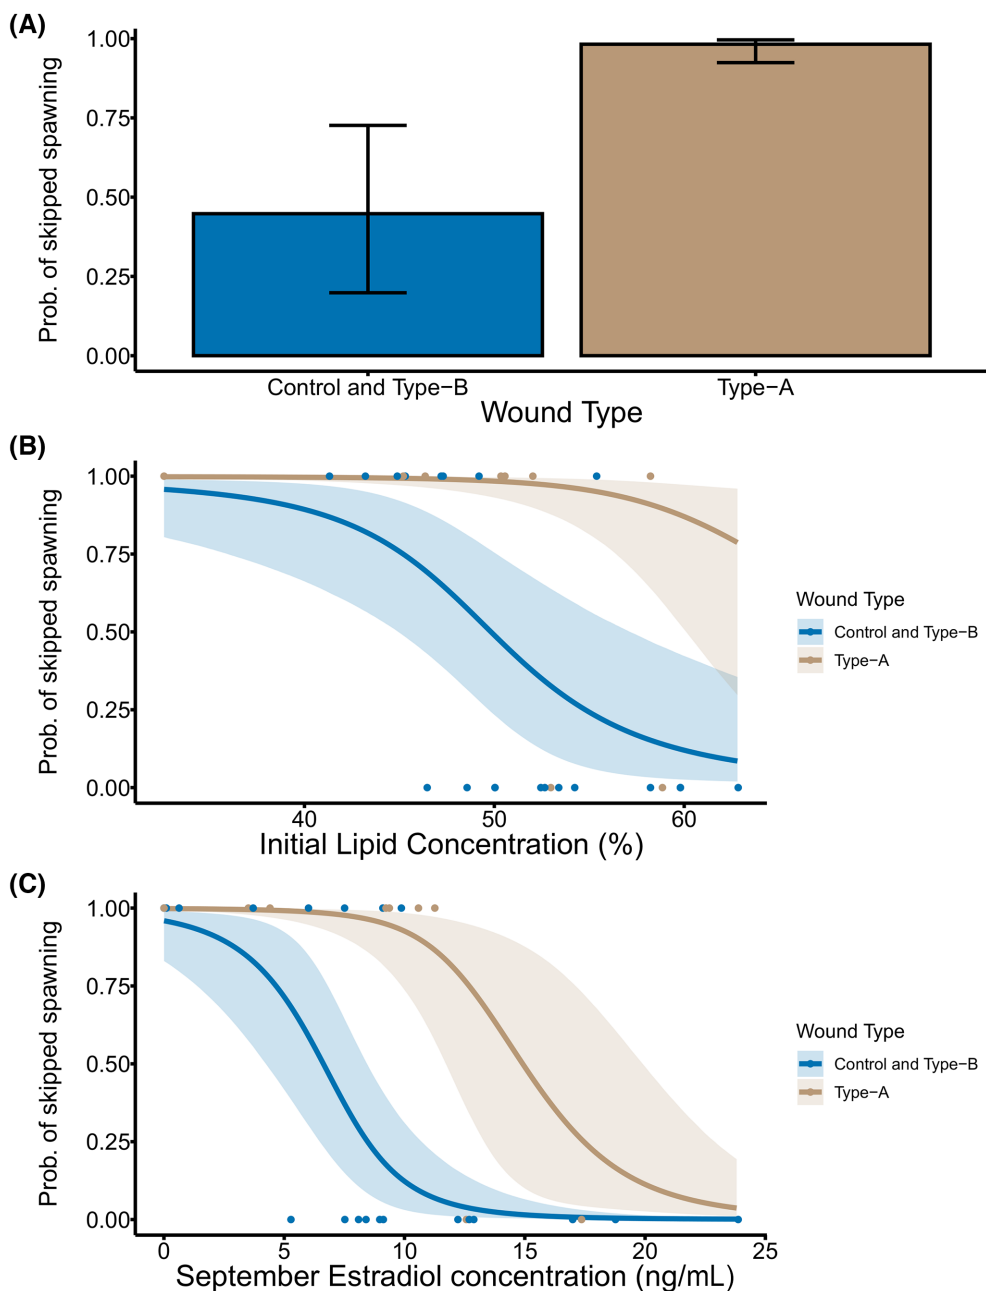 (A)
Prob. of skipped spawning
1.00
0.75
0.50
0.25
0.00
Control and Type−B
Type−A
Wound Type
(B)
Prob. of skipped spawning
1.00
0.75
0.50
0.25
0.00
40
50
60
Initial Lipid Concentration (%)
Wound Type
Control and Type−B
Type−A
(C)
Prob. of skipped spawning
1.00
0.75
0.50
0.25
0.00
0
5
10
15
20
25
September Estradiol concentration (ng/mL)
Wound Type
Control and Type−B
Type−A